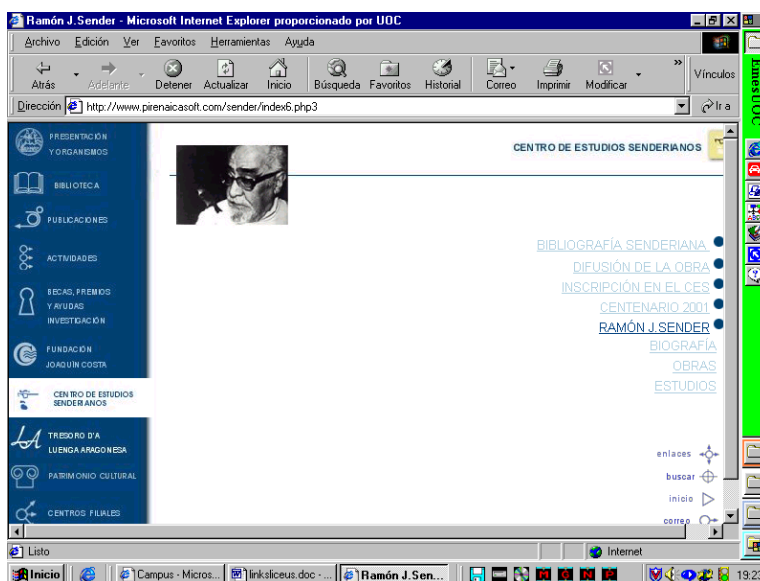 Ramón J.Sender - Microsoft Internet Explorer proporcionado por UOC
Archivo Edición Ver Favoritos Herramientas Ayuda
Atrás Adelante Detener Actualizar Inicio Búsqueda Favoritos Historial Correo Imprimir Modificar » Vínculos
Dirección http://www.pirenaicasoft.com/sender/index6.php3 Ir a
EinesUOC
PRESENTACIÓN
Y ORGANISMOS
BIBLIOTECA
PUBLICACIONES
ACTIVIDADES
BECAS, PREMIOS
Y AYUDAS
INVESTIGACIÓN
FUNDACIÓN
JOAQUÍN COSTA
CENTRO DE ESTUDIOS
SENDERIANOS
TRESORO D'A
LUENGA ARAGONESA
PATRIMONIO CULTURAL
CENTROS FILIALES
CENTRO DE ESTUDIOS SENDERIANOS
BIBLIOGRAFÍA SENDERIANA
DIFUSIÓN DE LA OBRA
INSCRIPCIÓN EN EL CES
CENTENARIO 2001
RAMÓN J.SENDER
BIOGRAFÍA
OBRAS
ESTUDIOS
enlaces
buscar
inicio
correo
Listo Internet
Inicio Campus - Micros... linksliceus.doc - ... Ramón J.Sen... M O N P 19:23